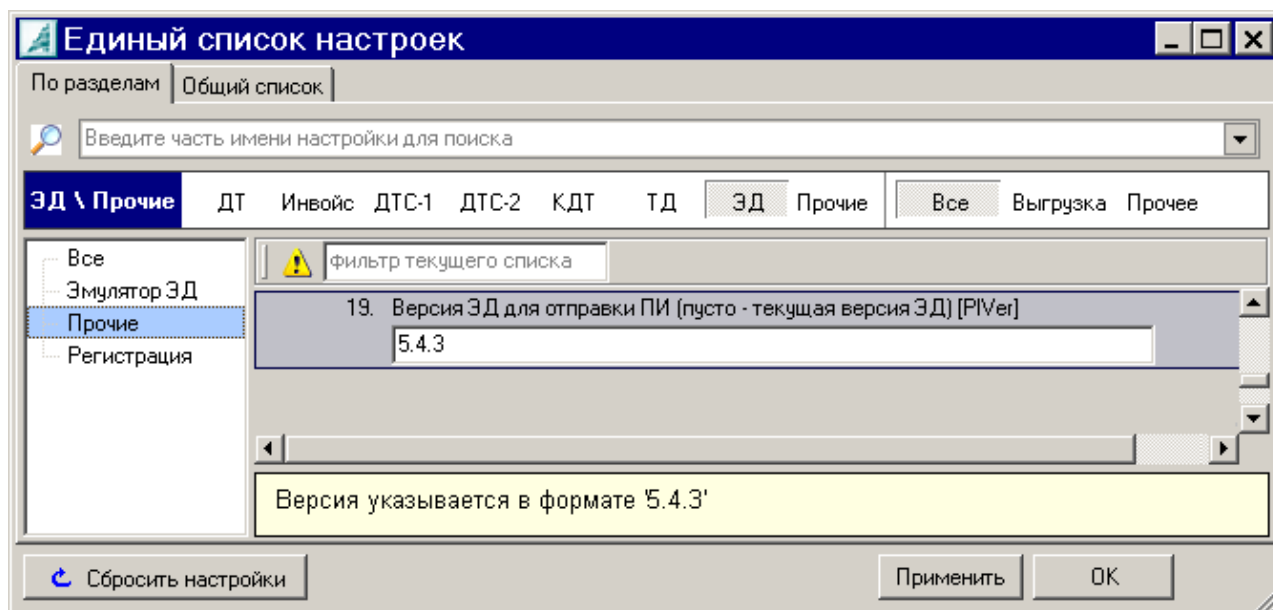 Единый список настроек
По разделам Общий список
Введите часть имени настройки для поиска
ЭД \ Прочие ДТ Инвойс ДТС-1 ДТС-2 КДТ ТД ЭД Прочие Все Выгрузка Прочее
Все
Эмулятор ЭД
Прочие
Регистрация
фильтр текущего списка
19. Версия ЭД для отправки ПИ (пусто - текущая версия ЭД) [PIVer]
5.4.3
Версия указывается в формате '5.4.3'
Сбросить настройки Применить OK